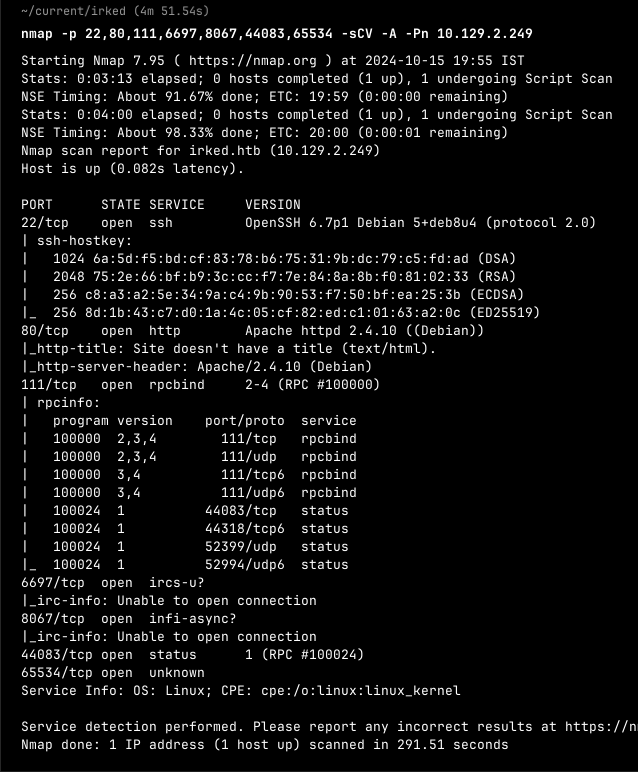 ~/current/irked (4m 51.54s)
nmap -p 22,80,111,6697,8067,44083,65534 -sCV -A -Pn 10.129.2.249
Starting Nmap 7.95 ( https://nmap.org ) at 2024-10-15 19:55 IST
Stats: 0:03:13 elapsed; 0 hosts completed (1 up), 1 undergoing Script Scan
NSE Timing: About 91.67% done; ETC: 19:59 (0:00:00 remaining)
Stats: 0:04:00 elapsed; 0 hosts completed (1 up), 1 undergoing Script Scan
NSE Timing: About 98.33% done; ETC: 20:00 (0:00:01 remaining)
Nmap scan report for irked.htb (10.129.2.249)
Host is up (0.082s latency).

PORT      STATE SERVICE     VERSION
22/tcp    open  ssh         OpenSSH 6.7p1 Debian 5+deb8u4 (protocol 2.0)
| ssh-hostkey:
|   1024 6a:5d:f5:bd:cf:83:78:b6:75:31:9b:dc:79:c5:fd:ad (DSA)
|   2048 75:2e:66:bf:b9:3c:cc:f7:7e:84:8a:8b:f0:81:02:33 (RSA)
|   256 c8:a3:a2:5e:34:9a:c4:9b:90:53:f7:50:bf:ea:25:3b (ECDSA)
|_  256 8d:1b:43:c7:d0:1a:4c:05:cf:82:ed:c1:01:63:a2:0c (ED25519)
80/tcp    open  http        Apache httpd 2.4.10 ((Debian))
|_http-title: Site doesn't have a title (text/html).
|_http-server-header: Apache/2.4.10 (Debian)
111/tcp   open  rpcbind     2-4 (RPC #100000)
| rpcinfo:
|   program version    port/proto  service
|   100000  2,3,4        111/tcp   rpcbind
|   100000  2,3,4        111/udp   rpcbind
|   100000  3,4          111/tcp6  rpcbind
|   100000  3,4          111/udp6  rpcbind
|   100024  1          44083/tcp   status
|   100024  1          44318/tcp6  status
|   100024  1          52399/udp   status
|_  100024  1          52994/udp6  status
6697/tcp  open  ircs-u?
|_irc-info: Unable to open connection
8067/tcp  open  infi-async?
|_irc-info: Unable to open connection
44083/tcp open  status      1 (RPC #100024)
65534/tcp open  unknown
Service Info: OS: Linux; CPE: cpe:/o:linux:linux_kernel

Service detection performed. Please report any incorrect results at https://n
Nmap done: 1 IP address (1 host up) scanned in 291.51 seconds